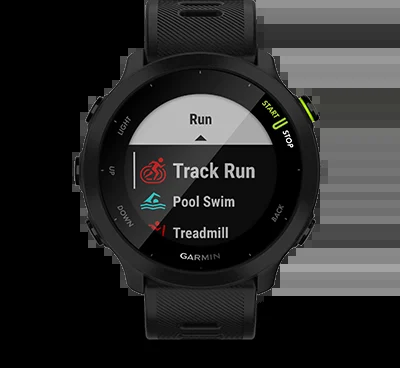 LIGHT
START
STOP
Run
UP
Track Run
Pool Swim
DOWN
BACK
Treadmill
GARMIN